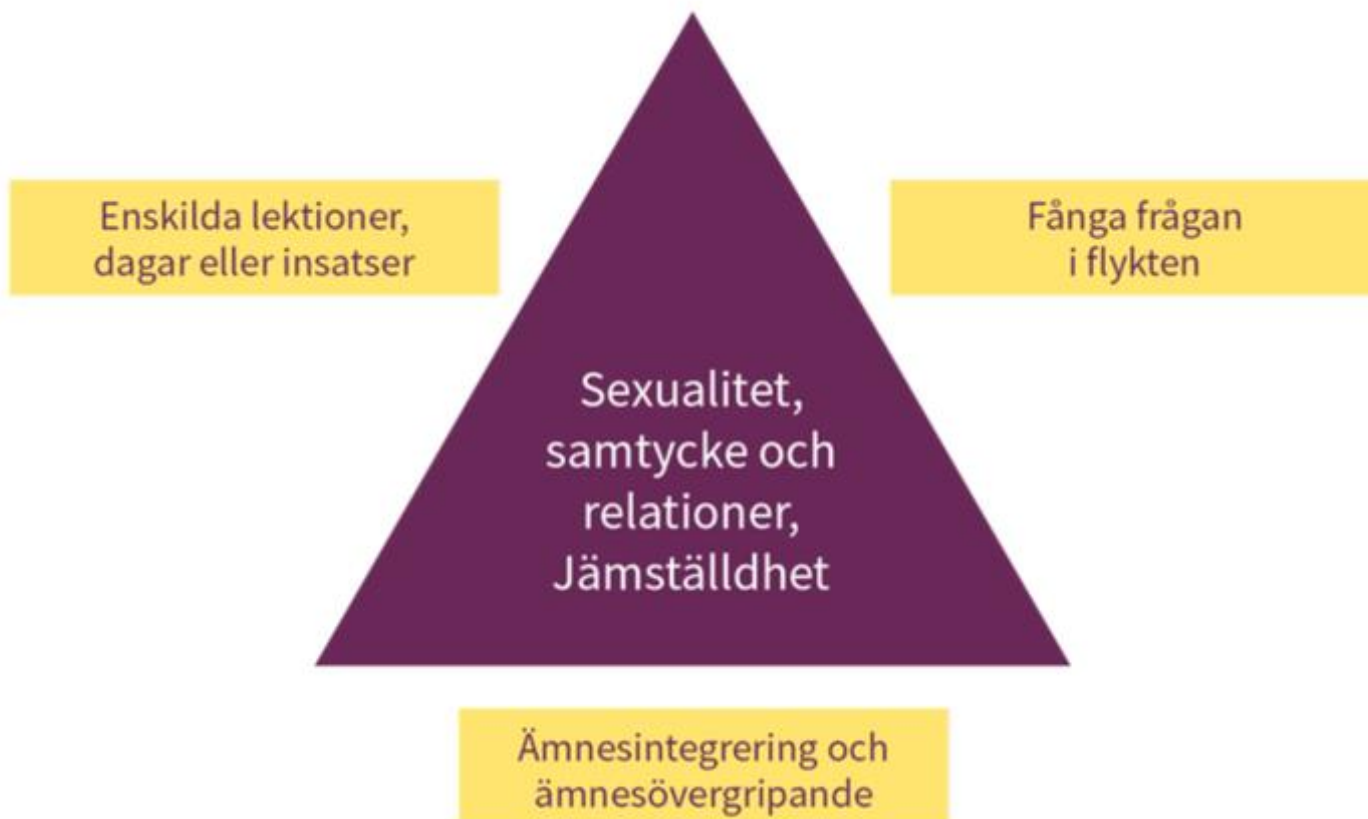 Enskilda lektioner,
dagar eller insatser
Fånga frågan
i flykten
Sexualitet,
samtycke och
relationer,
Jämställdhet
Ämnesintegrering och
ämnesövergripande